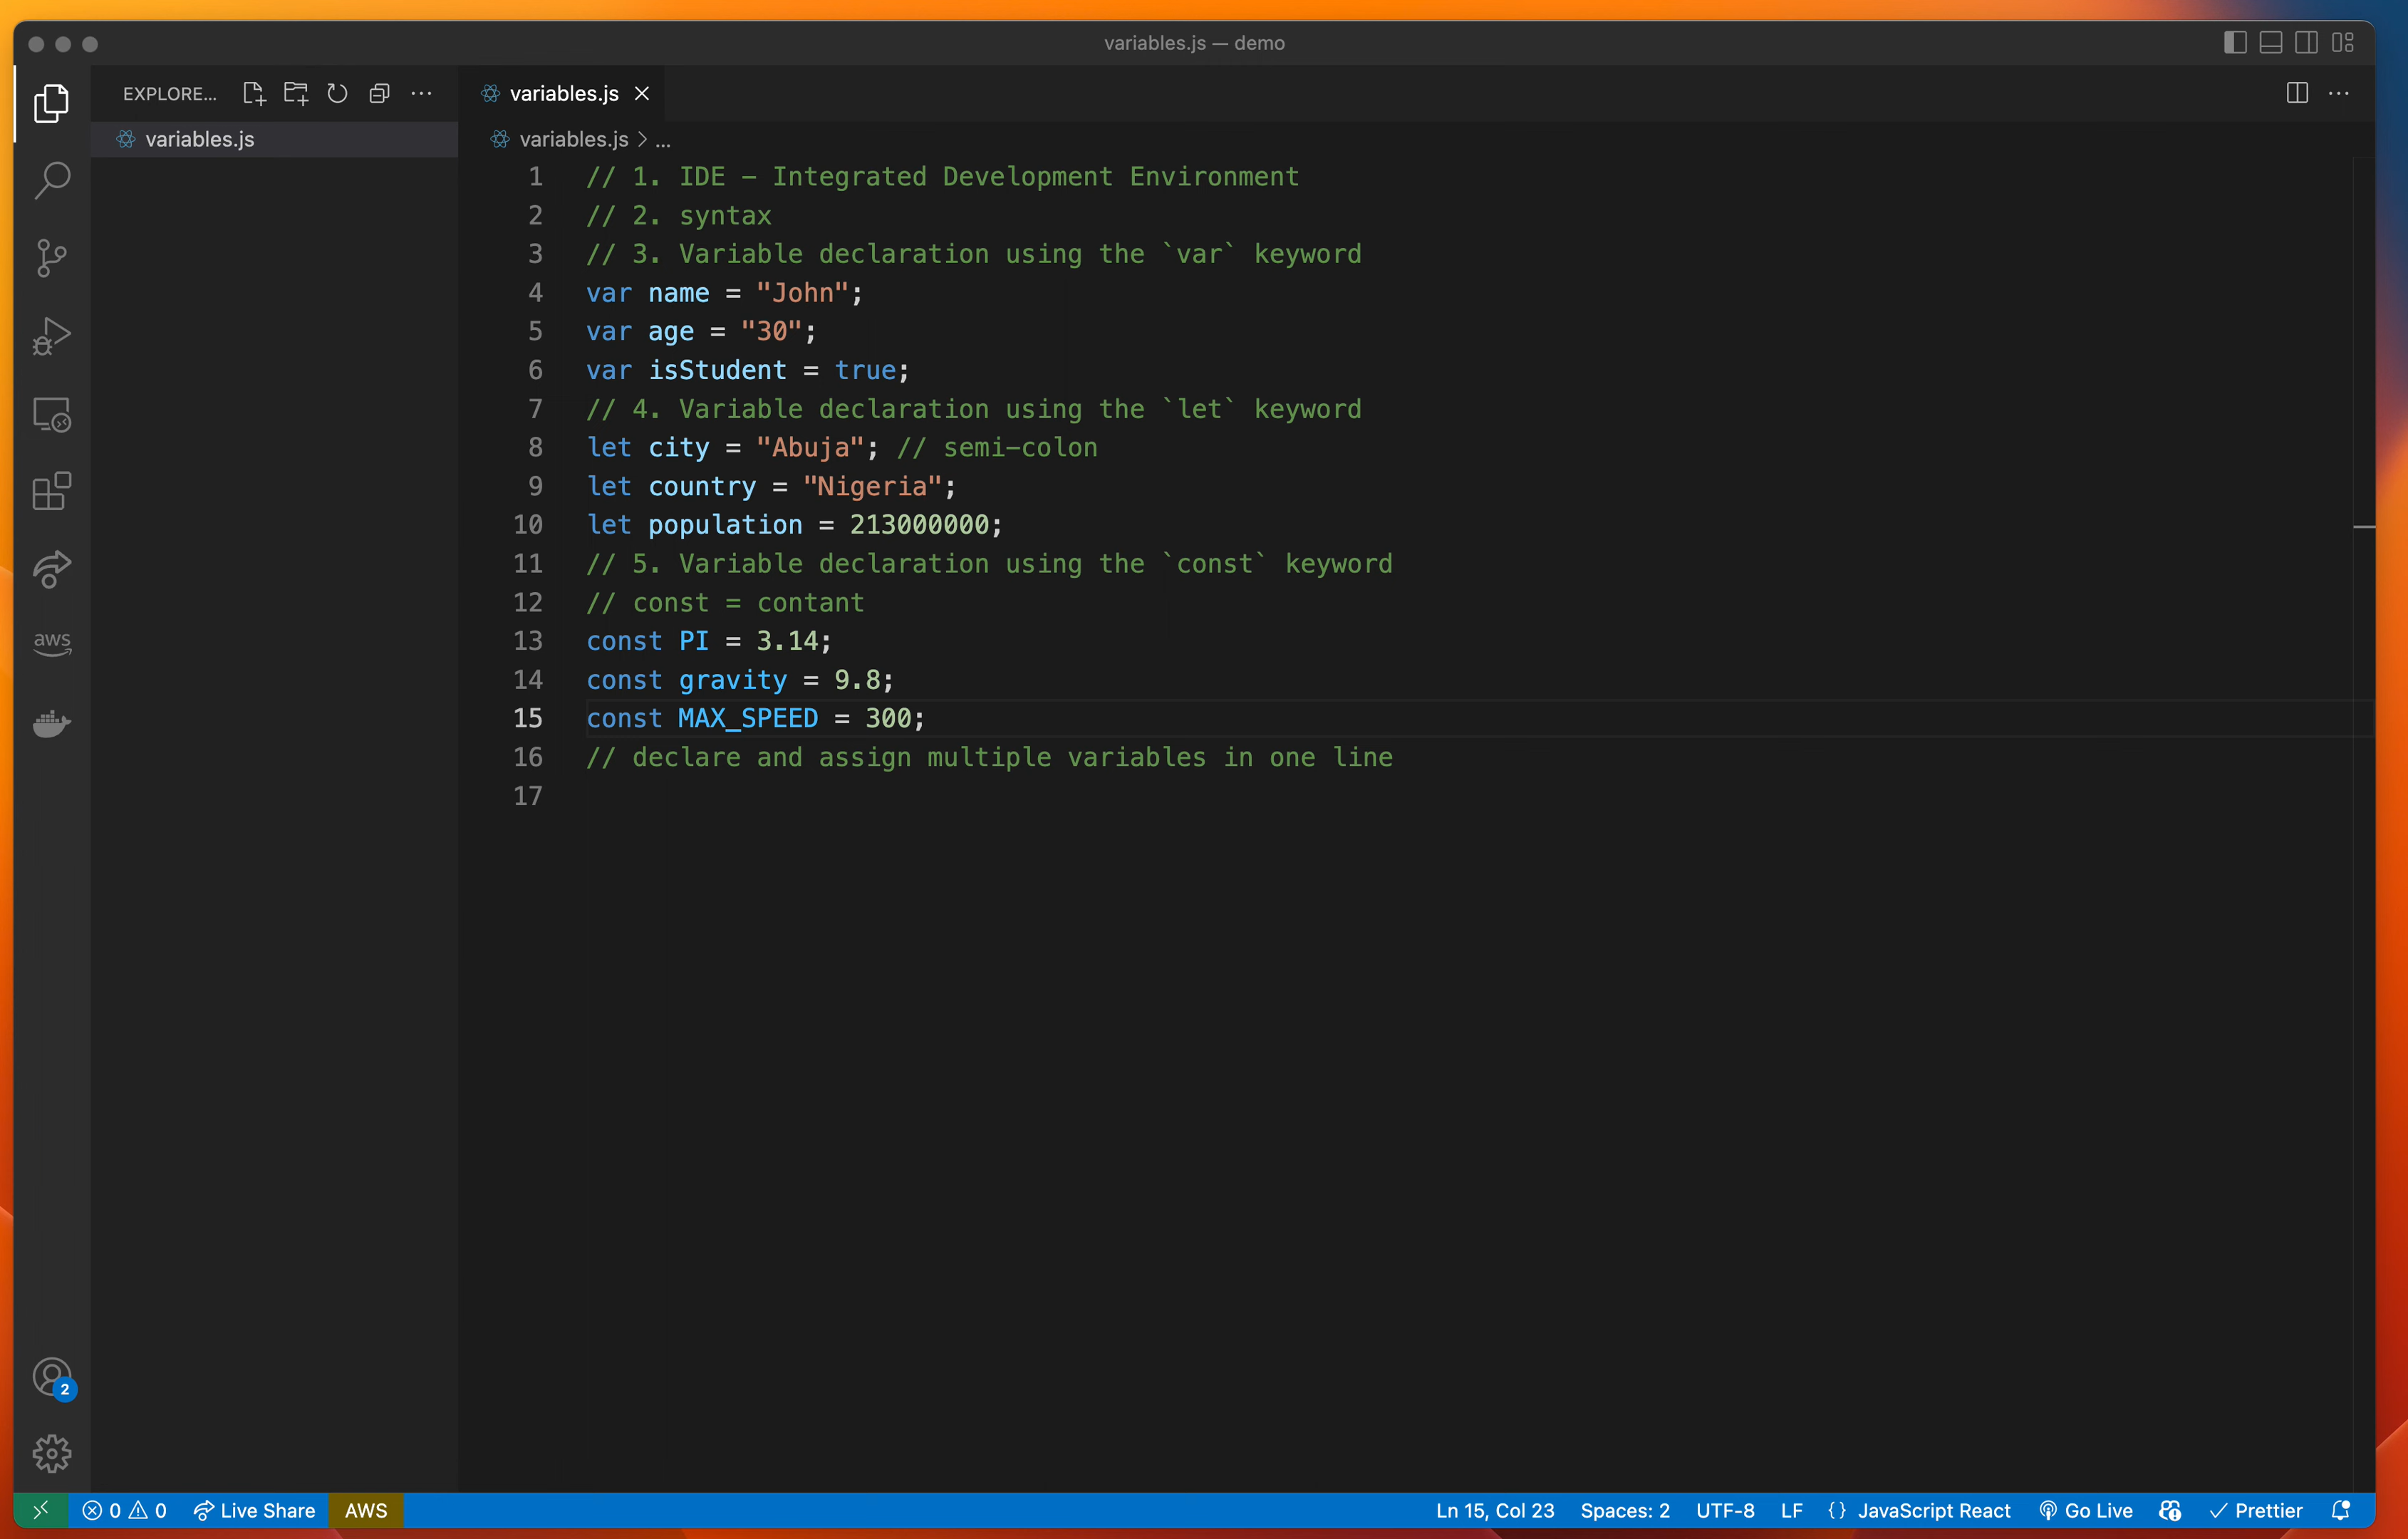 variables.js — demo
EXPLORE...
variables.js
variables.js
variables.js > ...
1 // 1. IDE - Integrated Development Environment
2 // 2. syntax
3 // 3. Variable declaration using the `var` keyword
4 var name = "John";
5 var age = "30";
6 var isStudent = true;
7 // 4. Variable declaration using the `let` keyword
8 let city = "Abuja"; // semi-colon
9 let country = "Nigeria";
10 let population = 213000000;
11 // 5. Variable declaration using the `const` keyword
12 // const = contant
13 const PI = 3.14;
14 const gravity = 9.8;
15 const MAX_SPEED = 300;
16 // declare and assign multiple variables in one line
17
aws
2
0 0 Live Share AWS Ln 15, Col 23 Spaces: 2 UTF-8 LF {} JavaScript React Go Live Prettier